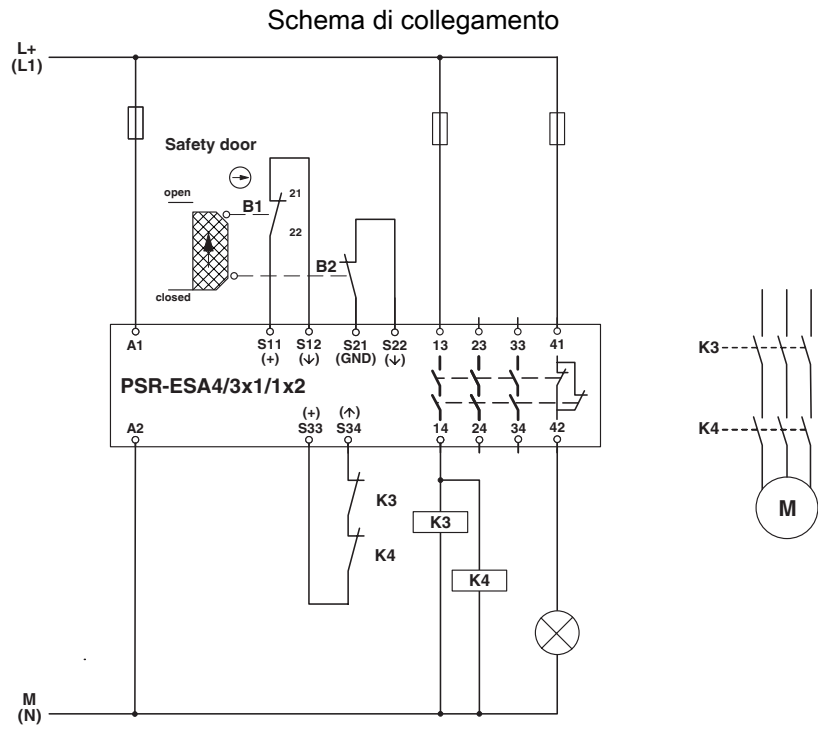 Schema di collegamento
L+
(L1)
Safety door
open
21
B1
22
B2
closed
A1
S11
(+)
S12
(↓)
S21
(GND)
S22
(↓)
13
23
33
41
PSR-ESA4/3x1/1x2
A2
(+)
S33
(↑)
S34
14
24
34
42
K3
K4
K3
K4
K3
K4
M
M
(N)